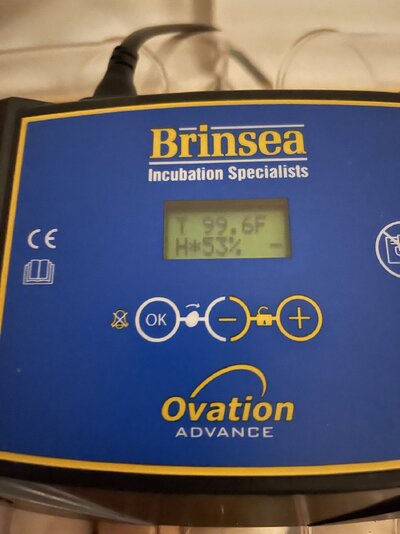 Brinsea
Incubation Specialists
T 99.6F
H*53% -
CE
OK - +
Ovation
ADVANCE